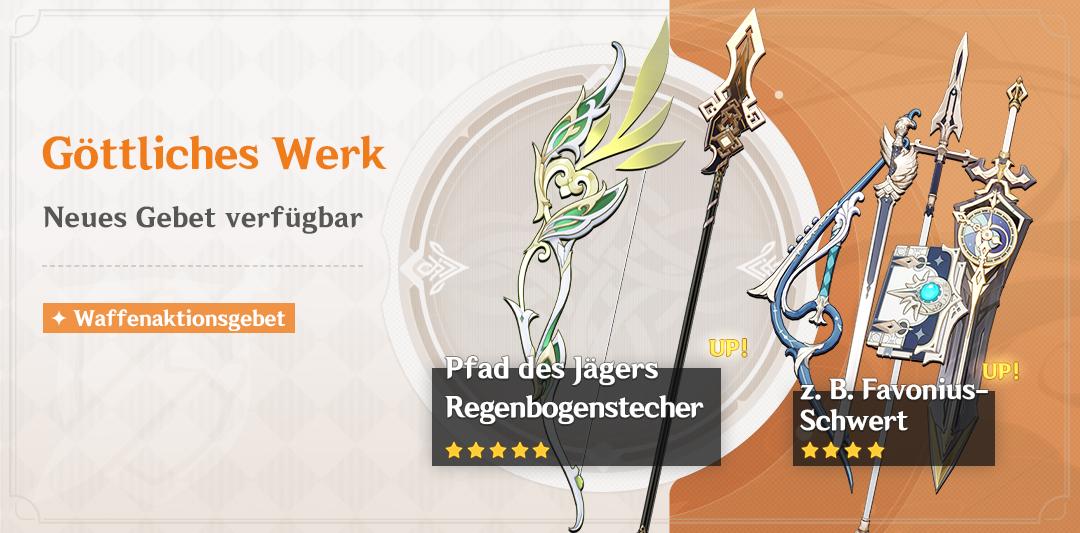 Göttliches Werk
Neues Gebet verfügbar
✦ Waffenaktionsgebet
UP!
Pfad des Jägers
Regenbogenstecher
UP!
z. B. Favonius-
Schwert